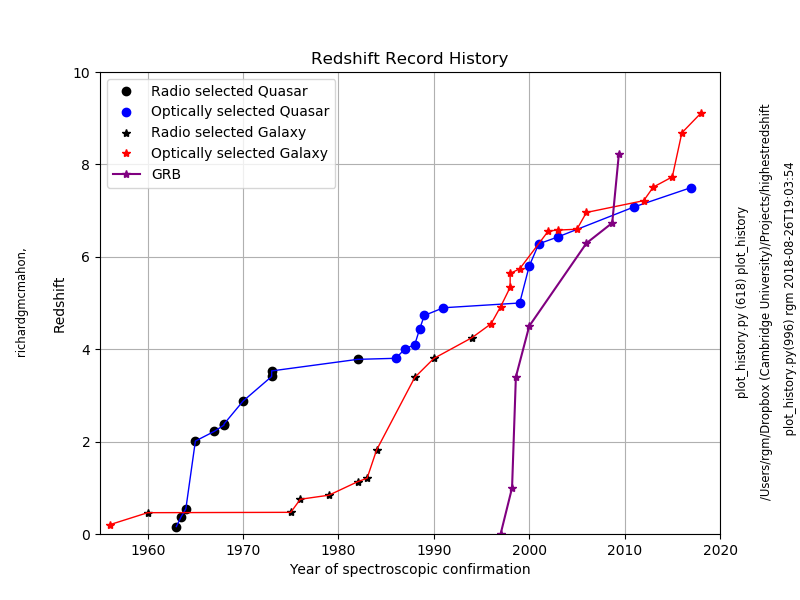 Redshift Record History
10
8
6
4
2
0
Radio selected Quasar
Optically selected Quasar
Radio selected Galaxy
Optically selected Galaxy
GRB
1960
1970
1980
1990
2000
2010
2020
Year of spectroscopic confirmation
Redshift
richardgmcmahon,
plot_history.py (618) plot_history
/Users/rgm/Dropbox (Cambridge University)/Projects/highestredshift
plot_history.py(996) rgm 2018-08-26T19:03:54